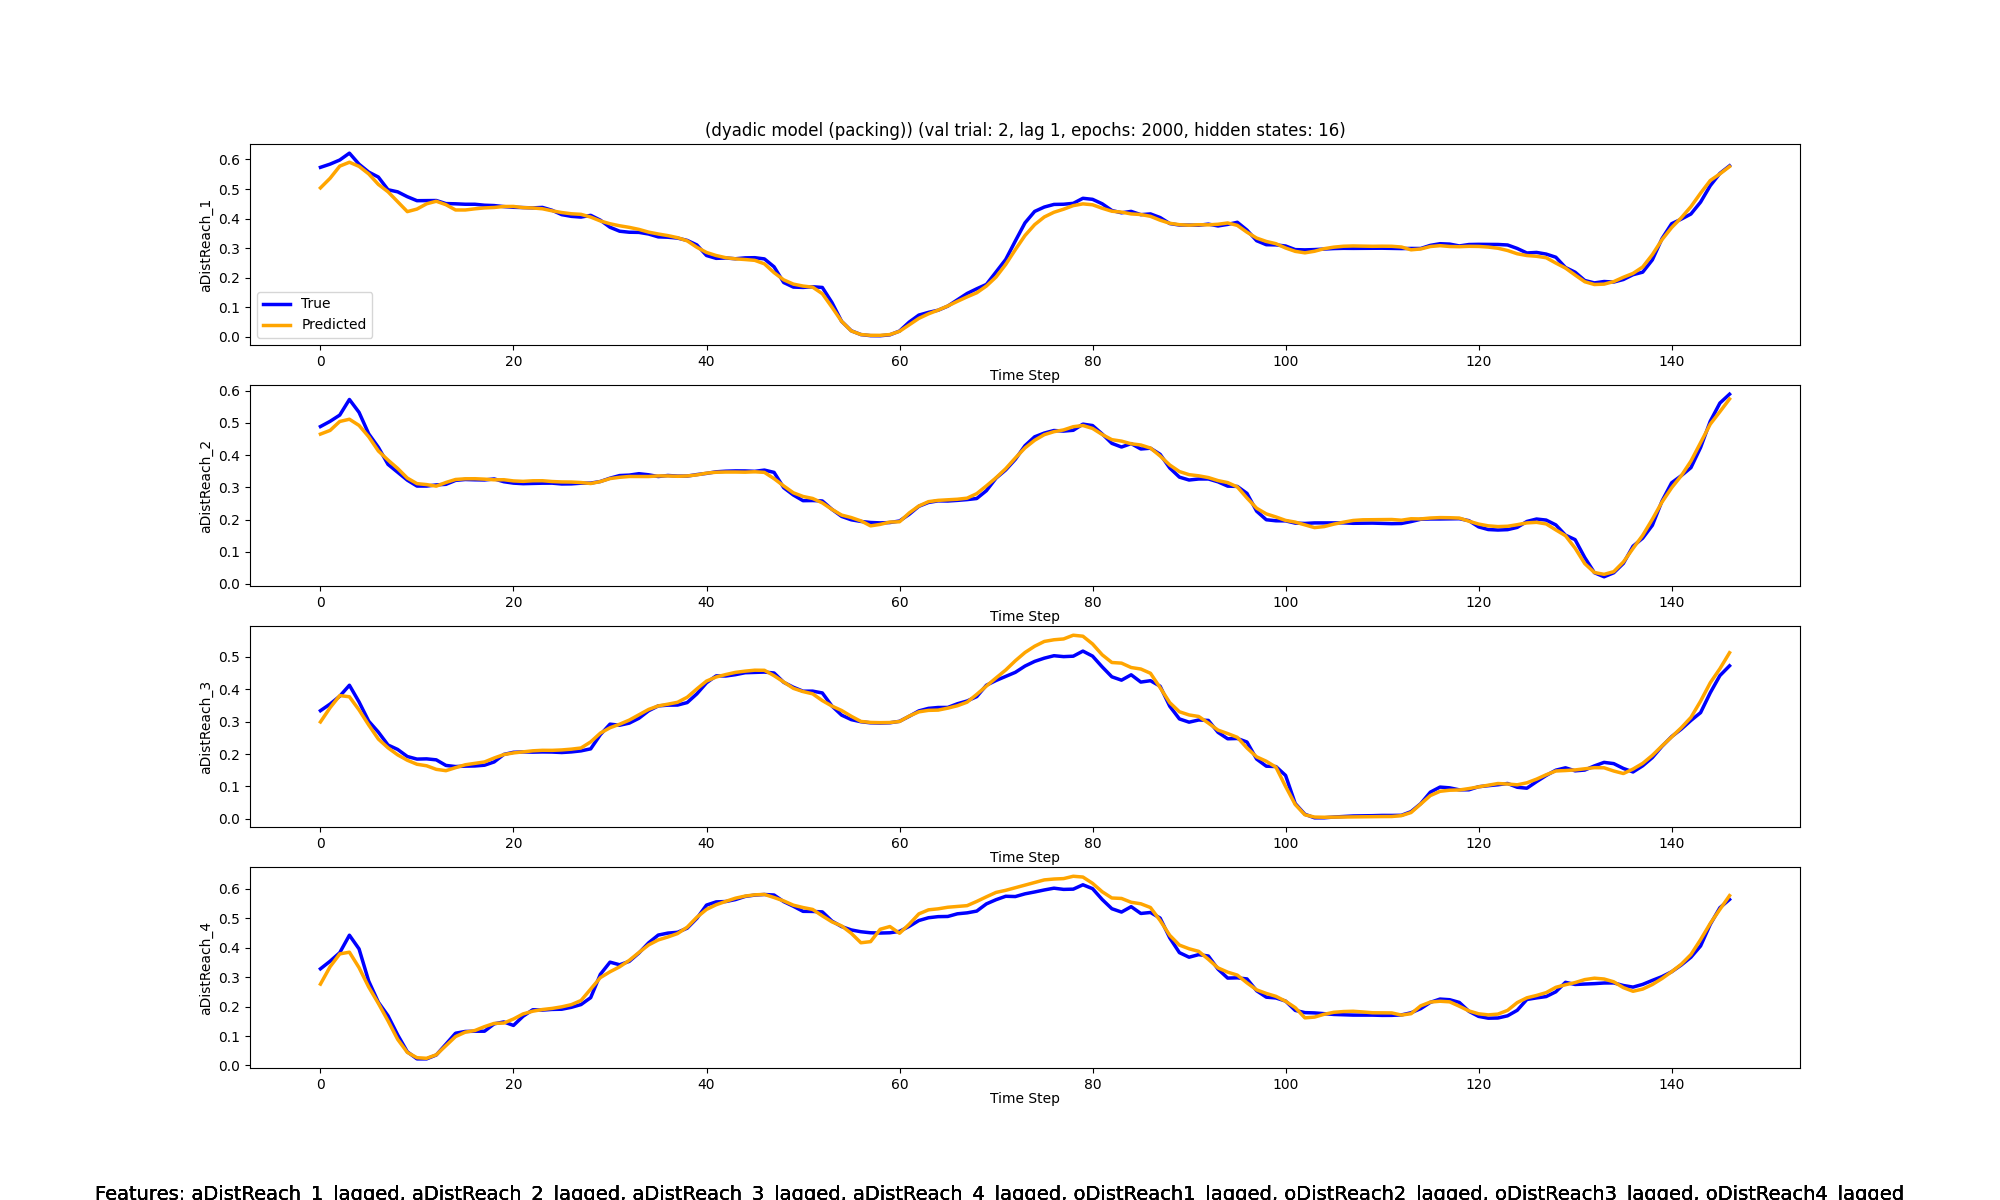 (dyadic model (packing)) (val trial: 2, lag 1, epochs: 2000, hidden states: 16)
0.6
0.5
0.4
0.3
0.2
0.1
0.0
aDistReach_1
True
Predicted
0 20 40 60 80 100 120 140
Time Step
0.6
0.5
0.4
0.3
0.2
0.1
0.0
aDistReach_2
0 20 40 60 80 100 120 140
Time Step
0.5
0.4
0.3
0.2
0.1
0.0
aDistReach_3
0 20 40 60 80 100 120 140
Time Step
0.6
0.5
0.4
0.3
0.2
0.1
0.0
aDistReach_4
0 20 40 60 80 100 120 140
Time Step
Features: aDistReach_1_lagged, aDistReach_2_lagged, aDistReach_3_lagged, aDistReach_4_lagged, oDistReach1_lagged, oDistReach2_lagged, oDistReach3_lagged, oDistReach4_lagged